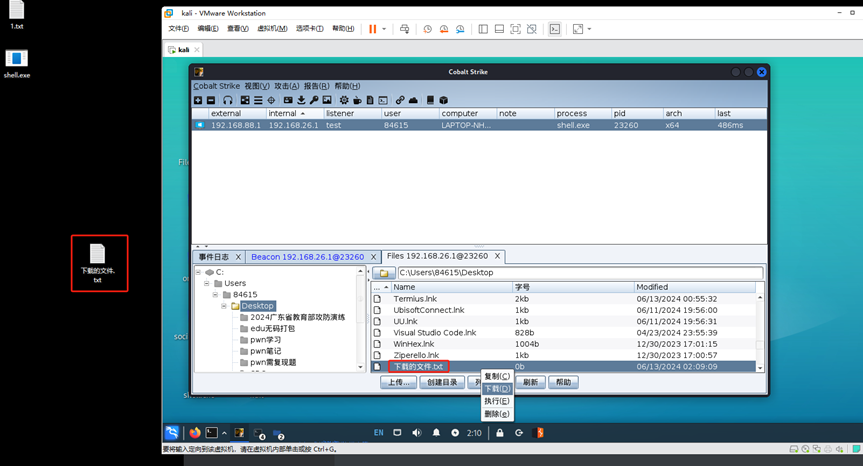 1.txt
shell.exe
下载的文件.
txt
kali - VMware Workstation
文件(F) 编辑(E) 查看(V) 虚拟机(M) 选项卡(T) 帮助(H)
kali
Cobalt Strike
Cobalt Strike 视图(V) 攻击(A) 报告(R) 帮助(H)
external internal listener user computer note process pid arch last
192.168.88.1 192.168.26.1 test 84615 LAPTOP-NH... shell.exe 23260 x64 486ms
事件日志 X Beacon 192.168.26.1@23260 X Files 192.168.26.1@23260 X
C:
Users
84615
Desktop
2024广东省教育部攻防演练
edu无码打包
pwn学习
pwn笔记
pwn需复现题
C:\Users\84615\Desktop
... Name 字号 Modified
Termius.lnk 2kb 06/13/2024 00:55:32
UbisoftConnect.lnk 1kb 06/11/2024 19:56:00
UU.lnk 1kb 06/11/2024 19:56:31
Visual Studio Code.lnk 828b 04/23/2024 23:55:39
WinHex.lnk 1004b 12/30/2023 17:01:15
Ziperello.lnk 1kb 12/30/2023 17:00:57
下载的文件.txt 0b 06/13/2024 02:09:09
上传... 创建目录 刷新 帮助
复制(C)
下载(D)
执行(E)
删除(e)
EN 2:10
要将输入定向到该虚拟机，请在虚拟机内部单击或按 Ctrl+G。